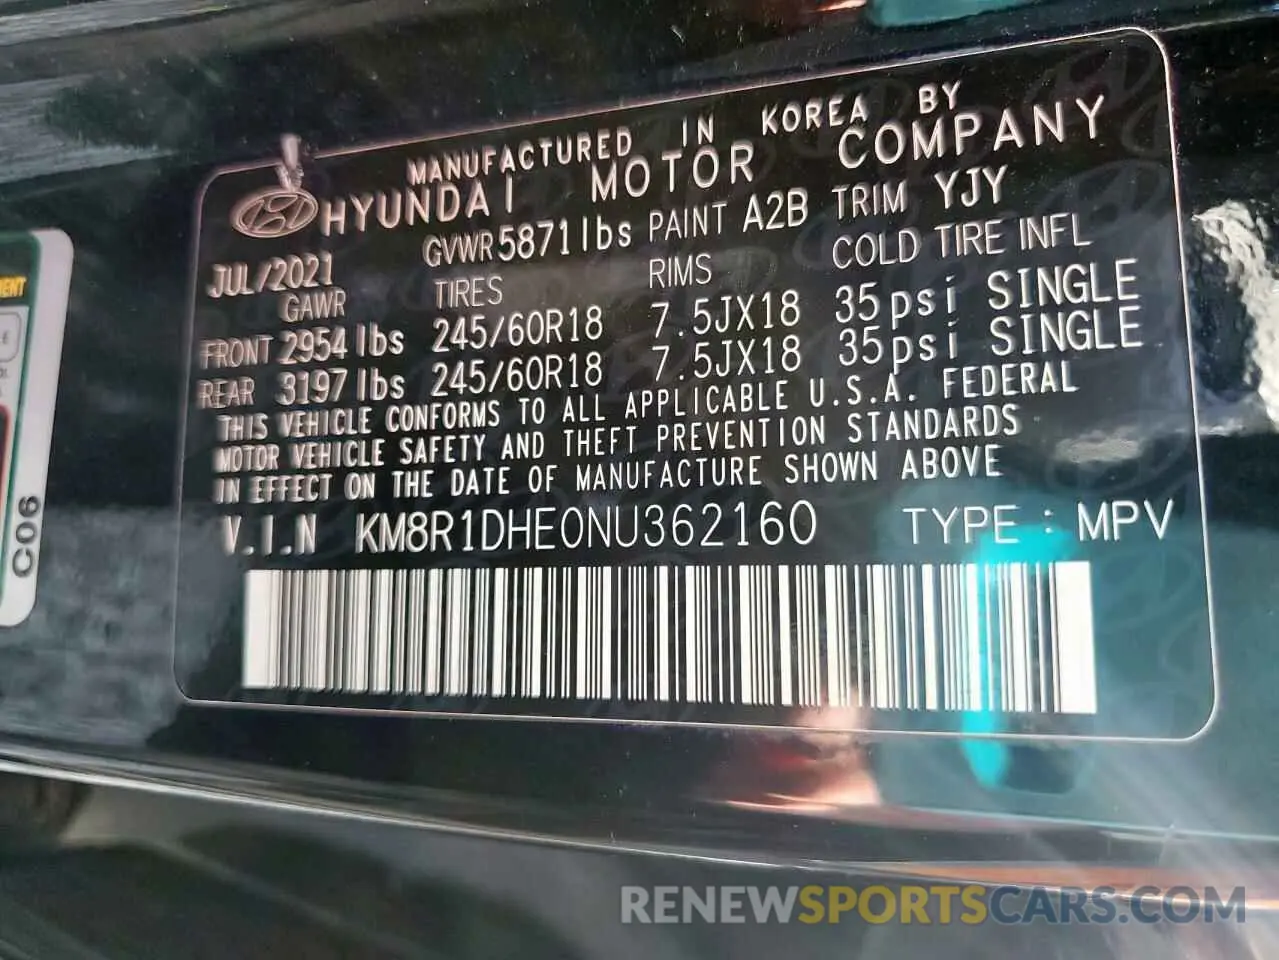 MANUFACTURED IN KOREA BY
HYUNDAI MOTOR COMPANY
JUL/2021 GVWR 5871lbs PAINT A2B TRIM YJY
GAWR TIRES RIMS COLD TIRE INFL
FRONT 2954 lbs 245/60R18 7.5JX18 35psi SINGLE
REAR 3197 lbs 245/60R18 7.5JX18 35psi SINGLE
THIS VEHICLE CONFORMS TO ALL APPLICABLE U.S.A. FEDERAL
MOTOR VEHICLE SAFETY AND THEFT PREVENTION STANDARDS
IN EFFECT ON THE DATE OF MANUFACTURE SHOWN ABOVE
V.I.N KM8R1DHE0NU362160 TYPE : MPV
C06
RENEWSPORTSCARS.COM